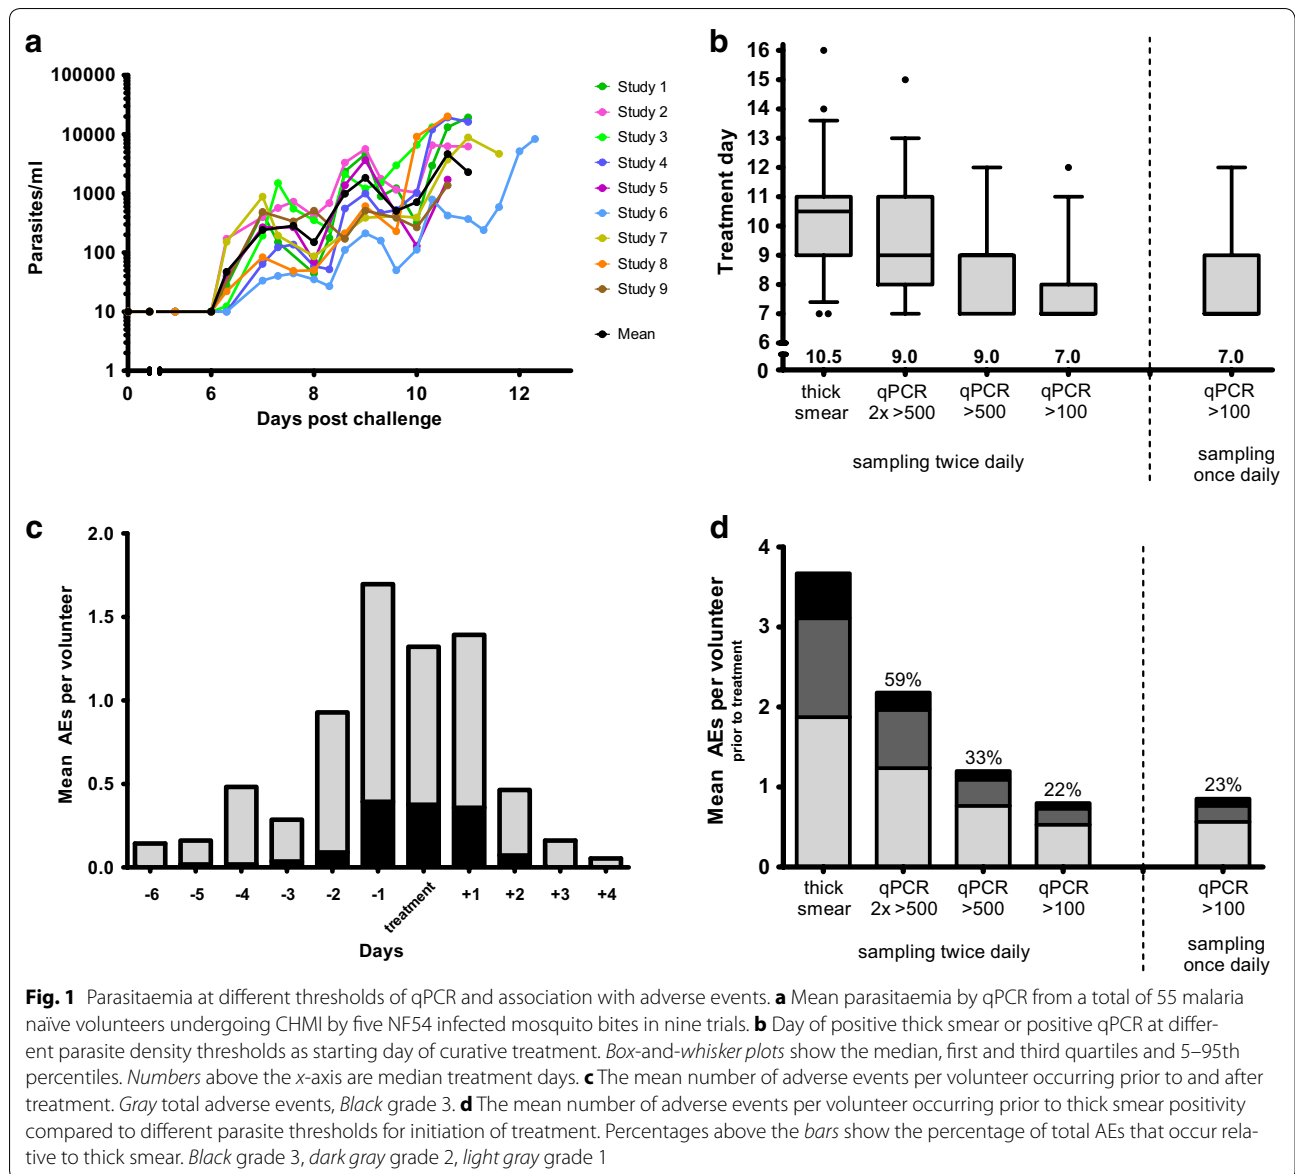 a
Parasites/ml
100000
10000
1000
100
10
1
0
6
8
10
12
Days post challenge
Study 1
Study 2
Study 3
Study 4
Study 5
Study 6
Study 7
Study 8
Study 9
Mean
b
Treatment day
16
15
14
13
12
11
10
9
8
7
6
0
10.5
9.0
9.0
7.0
7.0
thick
smear
qPCR
2x >500
qPCR
>500
qPCR
>100
qPCR
>100
sampling twice daily
sampling
once daily
c
Mean AEs per volunteer
2.0
1.5
1.0
0.5
0.0
-6
-5
-4
-3
-2
-1
treatment
+1
+2
+3
+4
Days
d
Mean AEs per volunteer
prior to treatment
4
3
2
1
0
59%
33%
22%
23%
thick
smear
qPCR
2x >500
qPCR
>500
qPCR
>100
qPCR
>100
sampling twice daily
sampling
once daily
Fig. 1 Parasitaemia at different thresholds of qPCR and association with adverse events. a Mean parasitaemia by qPCR from a total of 55 malaria
naïve volunteers undergoing CHMI by five NF54 infected mosquito bites in nine trials. b Day of positive thick smear or positive qPCR at differ-
ent parasite density thresholds as starting day of curative treatment. Box-and-whisker plots show the median, first and third quartiles and 5–95th
percentiles. Numbers above the x-axis are median treatment days. c The mean number of adverse events per volunteer occurring prior to and after
treatment. Gray total adverse events, Black grade 3. d The mean number of adverse events per volunteer occurring prior to thick smear positivity
compared to different parasite thresholds for initiation of treatment. Percentages above the bars show the percentage of total AEs that occur rela-
tive to thick smear. Black grade 3, dark gray grade 2, light gray grade 1